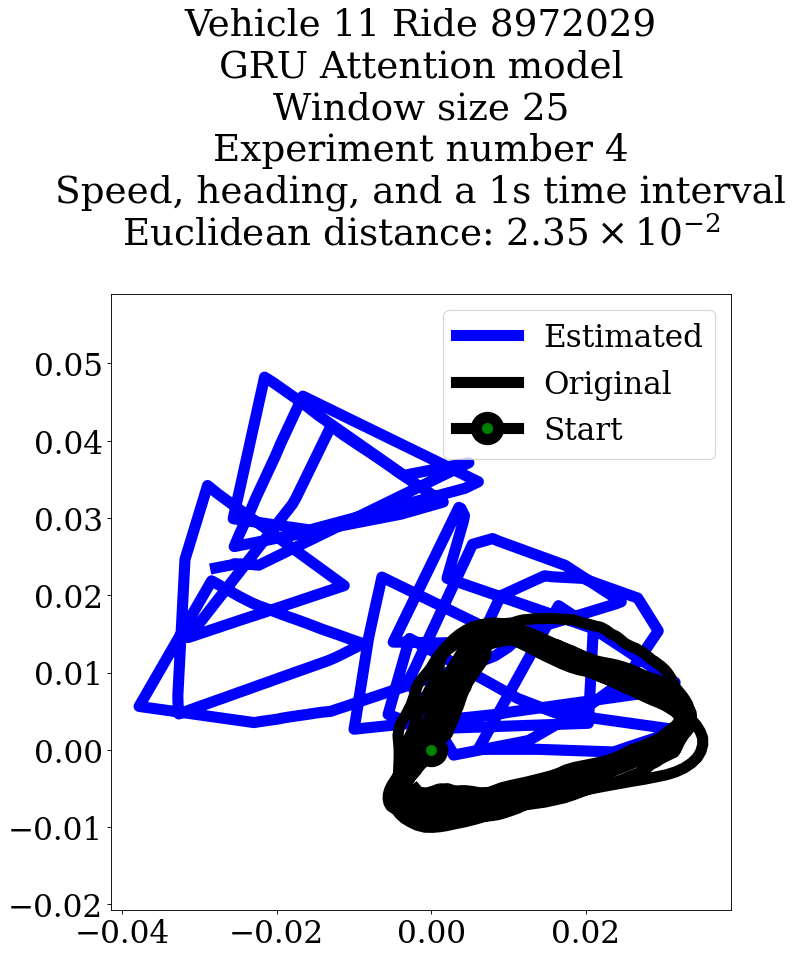 Vehicle 11 Ride 8972029
GRU Attention model
Window size 25
Experiment number 4
Speed, heading, and a 1s time interval
Euclidean distance: 2.35 × 10⁻²
Estimated
Original
Start
0.05
0.04
0.03
0.02
0.01
0.00
−0.01
−0.02
−0.04 −0.02 0.00 0.02